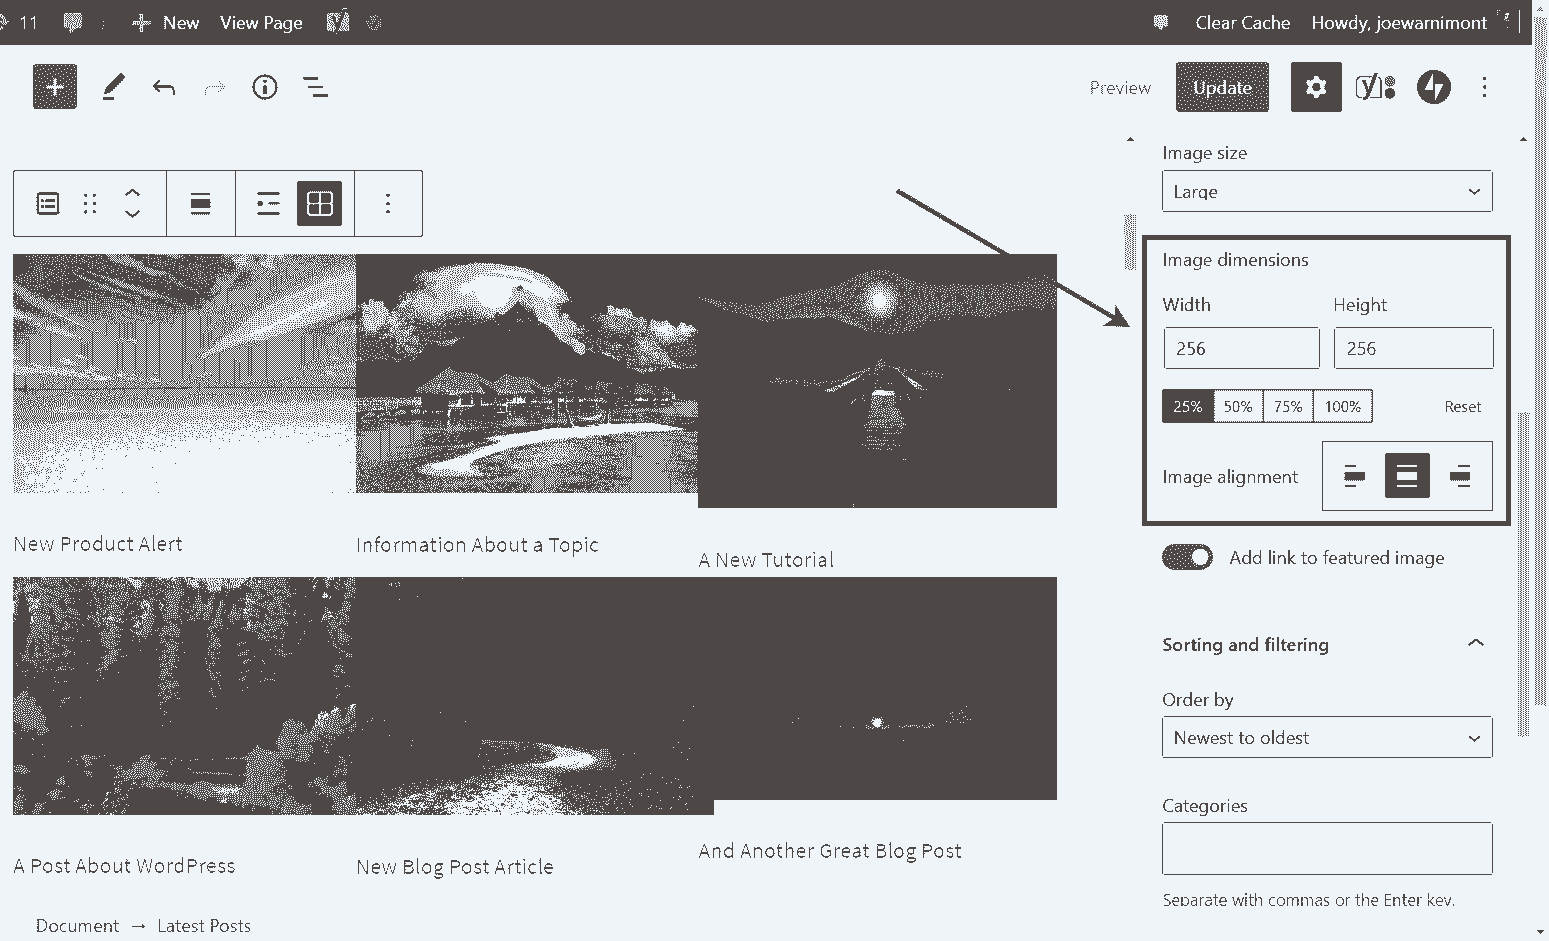 11 New View Page Clear Cache Howdy, joewarnimont
Preview Update
Image size
Large
Image dimensions
Width Height
256 256
25% 50% 75% 100% Reset
Image alignment
Add link to featured image
New Product Alert Information About a Topic A New Tutorial
Sorting and filtering
Order by
Newest to oldest
Categories
A Post About WordPress New Blog Post Article And Another Great Blog Post
Separate with commas or the Enter key.
Document → Latest Posts